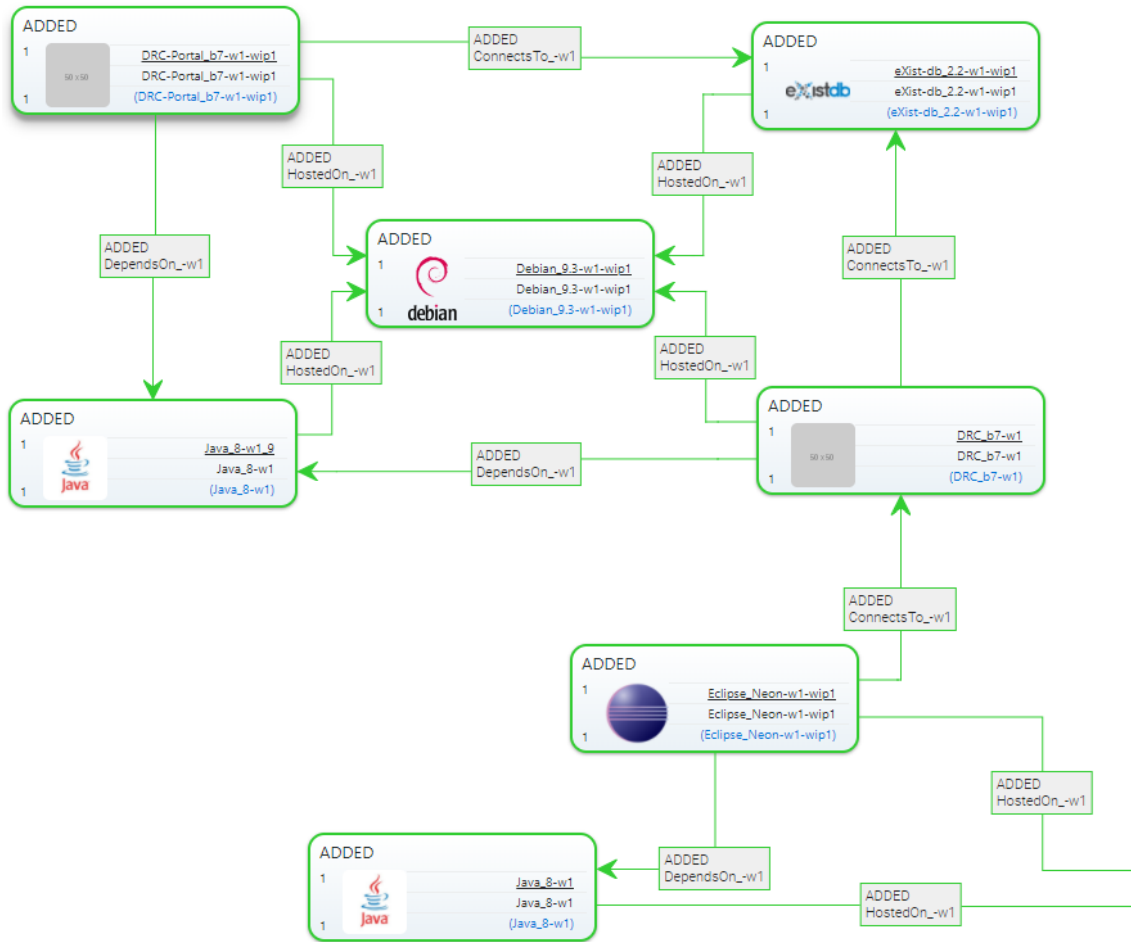 ADDED
1
50 x 50
DRC-Portal_b7-w1-wip1
DRC-Portal_b7-w1-wip1
(DRC-Portal_b7-w1-wip1)
1
ADDED
ConnectsTo_-w1
ADDED
1
eXistdb
eXist-db_2.2-w1-wip1
eXist-db_2.2-w1-wip1
(eXist-db_2.2-w1-wip1)
1
ADDED
HostedOn_-w1
ADDED
HostedOn_-w1
ADDED
DependsOn_-w1
ADDED
1
debian
Debian_9.3-w1-wip1
Debian_9.3-w1-wip1
(Debian_9.3-w1-wip1)
1
ADDED
ConnectsTo_-w1
ADDED
HostedOn_-w1
ADDED
HostedOn_-w1
ADDED
1
Java
Java_8-w1_9
Java_8-w1
(Java_8-w1)
1
ADDED
DependsOn_-w1
ADDED
1
50 x 50
DRC_b7-w1
DRC_b7-w1
(DRC_b7-w1)
1
ADDED
ConnectsTo_-w1
ADDED
1
Eclipse_Neon-w1-wip1
Eclipse_Neon-w1-wip1
(Eclipse_Neon-w1-wip1)
1
ADDED
HostedOn_-w1
ADDED
1
Java
Java_8-w1
Java_8-w1
(Java_8-w1)
1
ADDED
DependsOn_-w1
ADDED
HostedOn_-w1